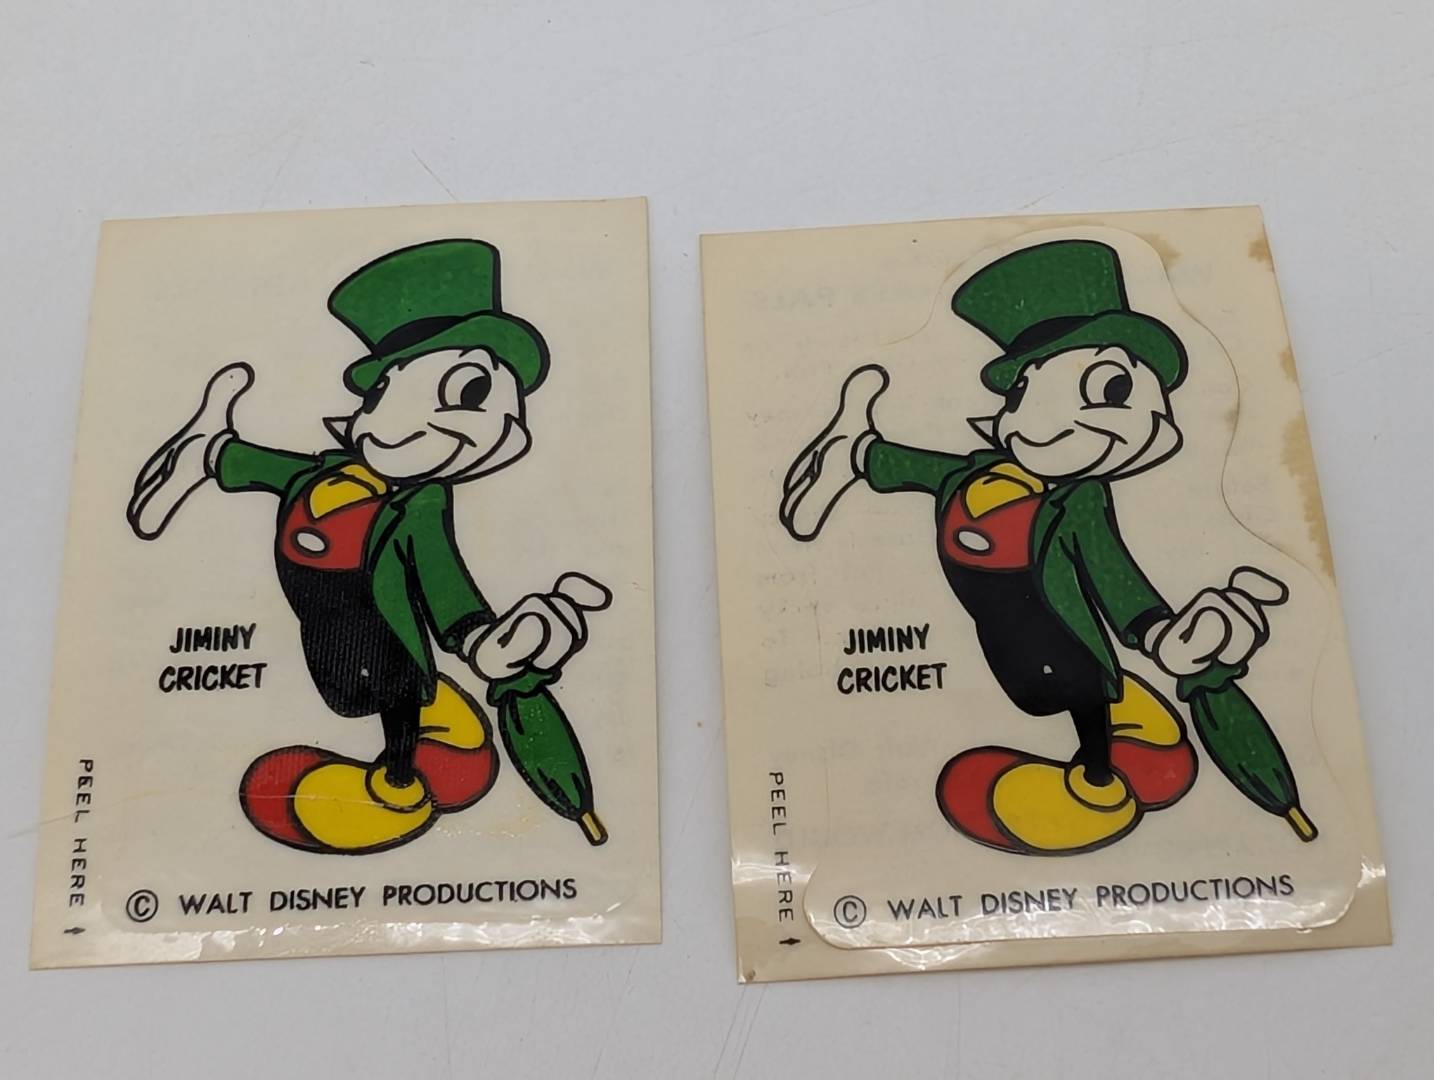 JIMINY
CRICKET
PEEL HERE
© WALT DISNEY PRODUCTIONS
JIMINY
CRICKET
PEEL HERE
© WALT DISNEY PRODUCTIONS